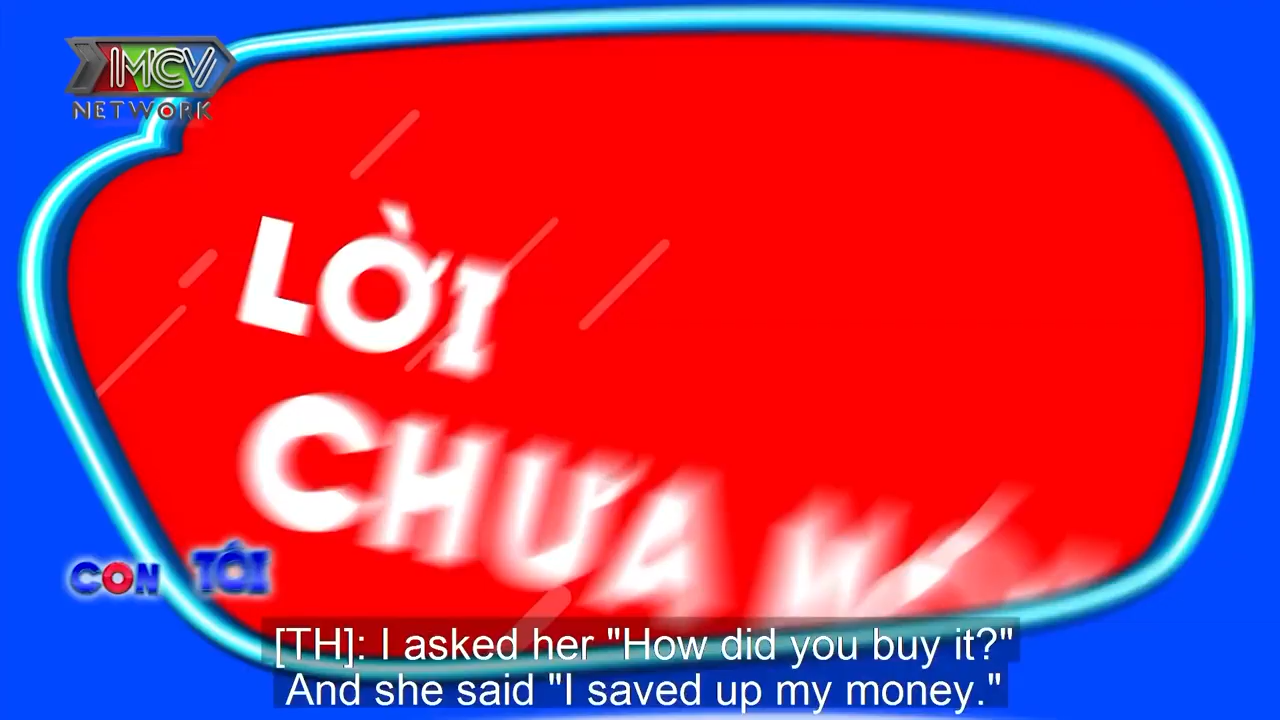 MCV
NETWORK
LỜI
CHƯA
CON TÔI
[TH]: I asked her "How did you buy it?"
And she said "I saved up my money."